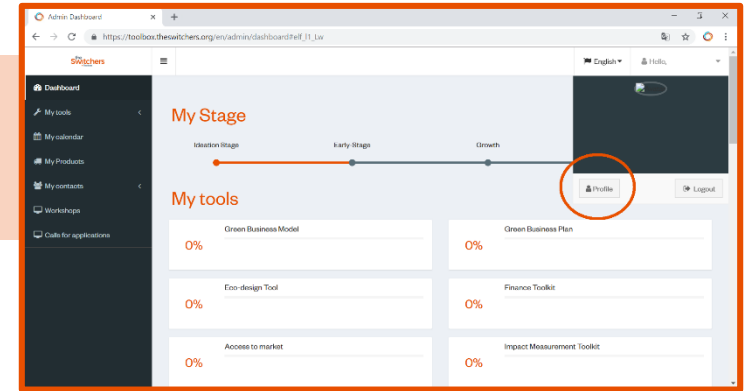 Admin Dashboard
https://toolbox.theswitchers.org/en/admin/dashboard#elf_l1_Lw
The
Switchers
English
Hello,
Dashboard
My tools
My calendar
My Products
My contacts
Workshops
Calls for applications
My Stage
Ideation Stage
Early-Stage
Growth
Profile
Logout
My tools
Green Business Model
0%
Green Business Plan
0%
Eco-design Tool
0%
Finance Toolkit
0%
Access to market
0%
Impact Measurement Toolkit
0%